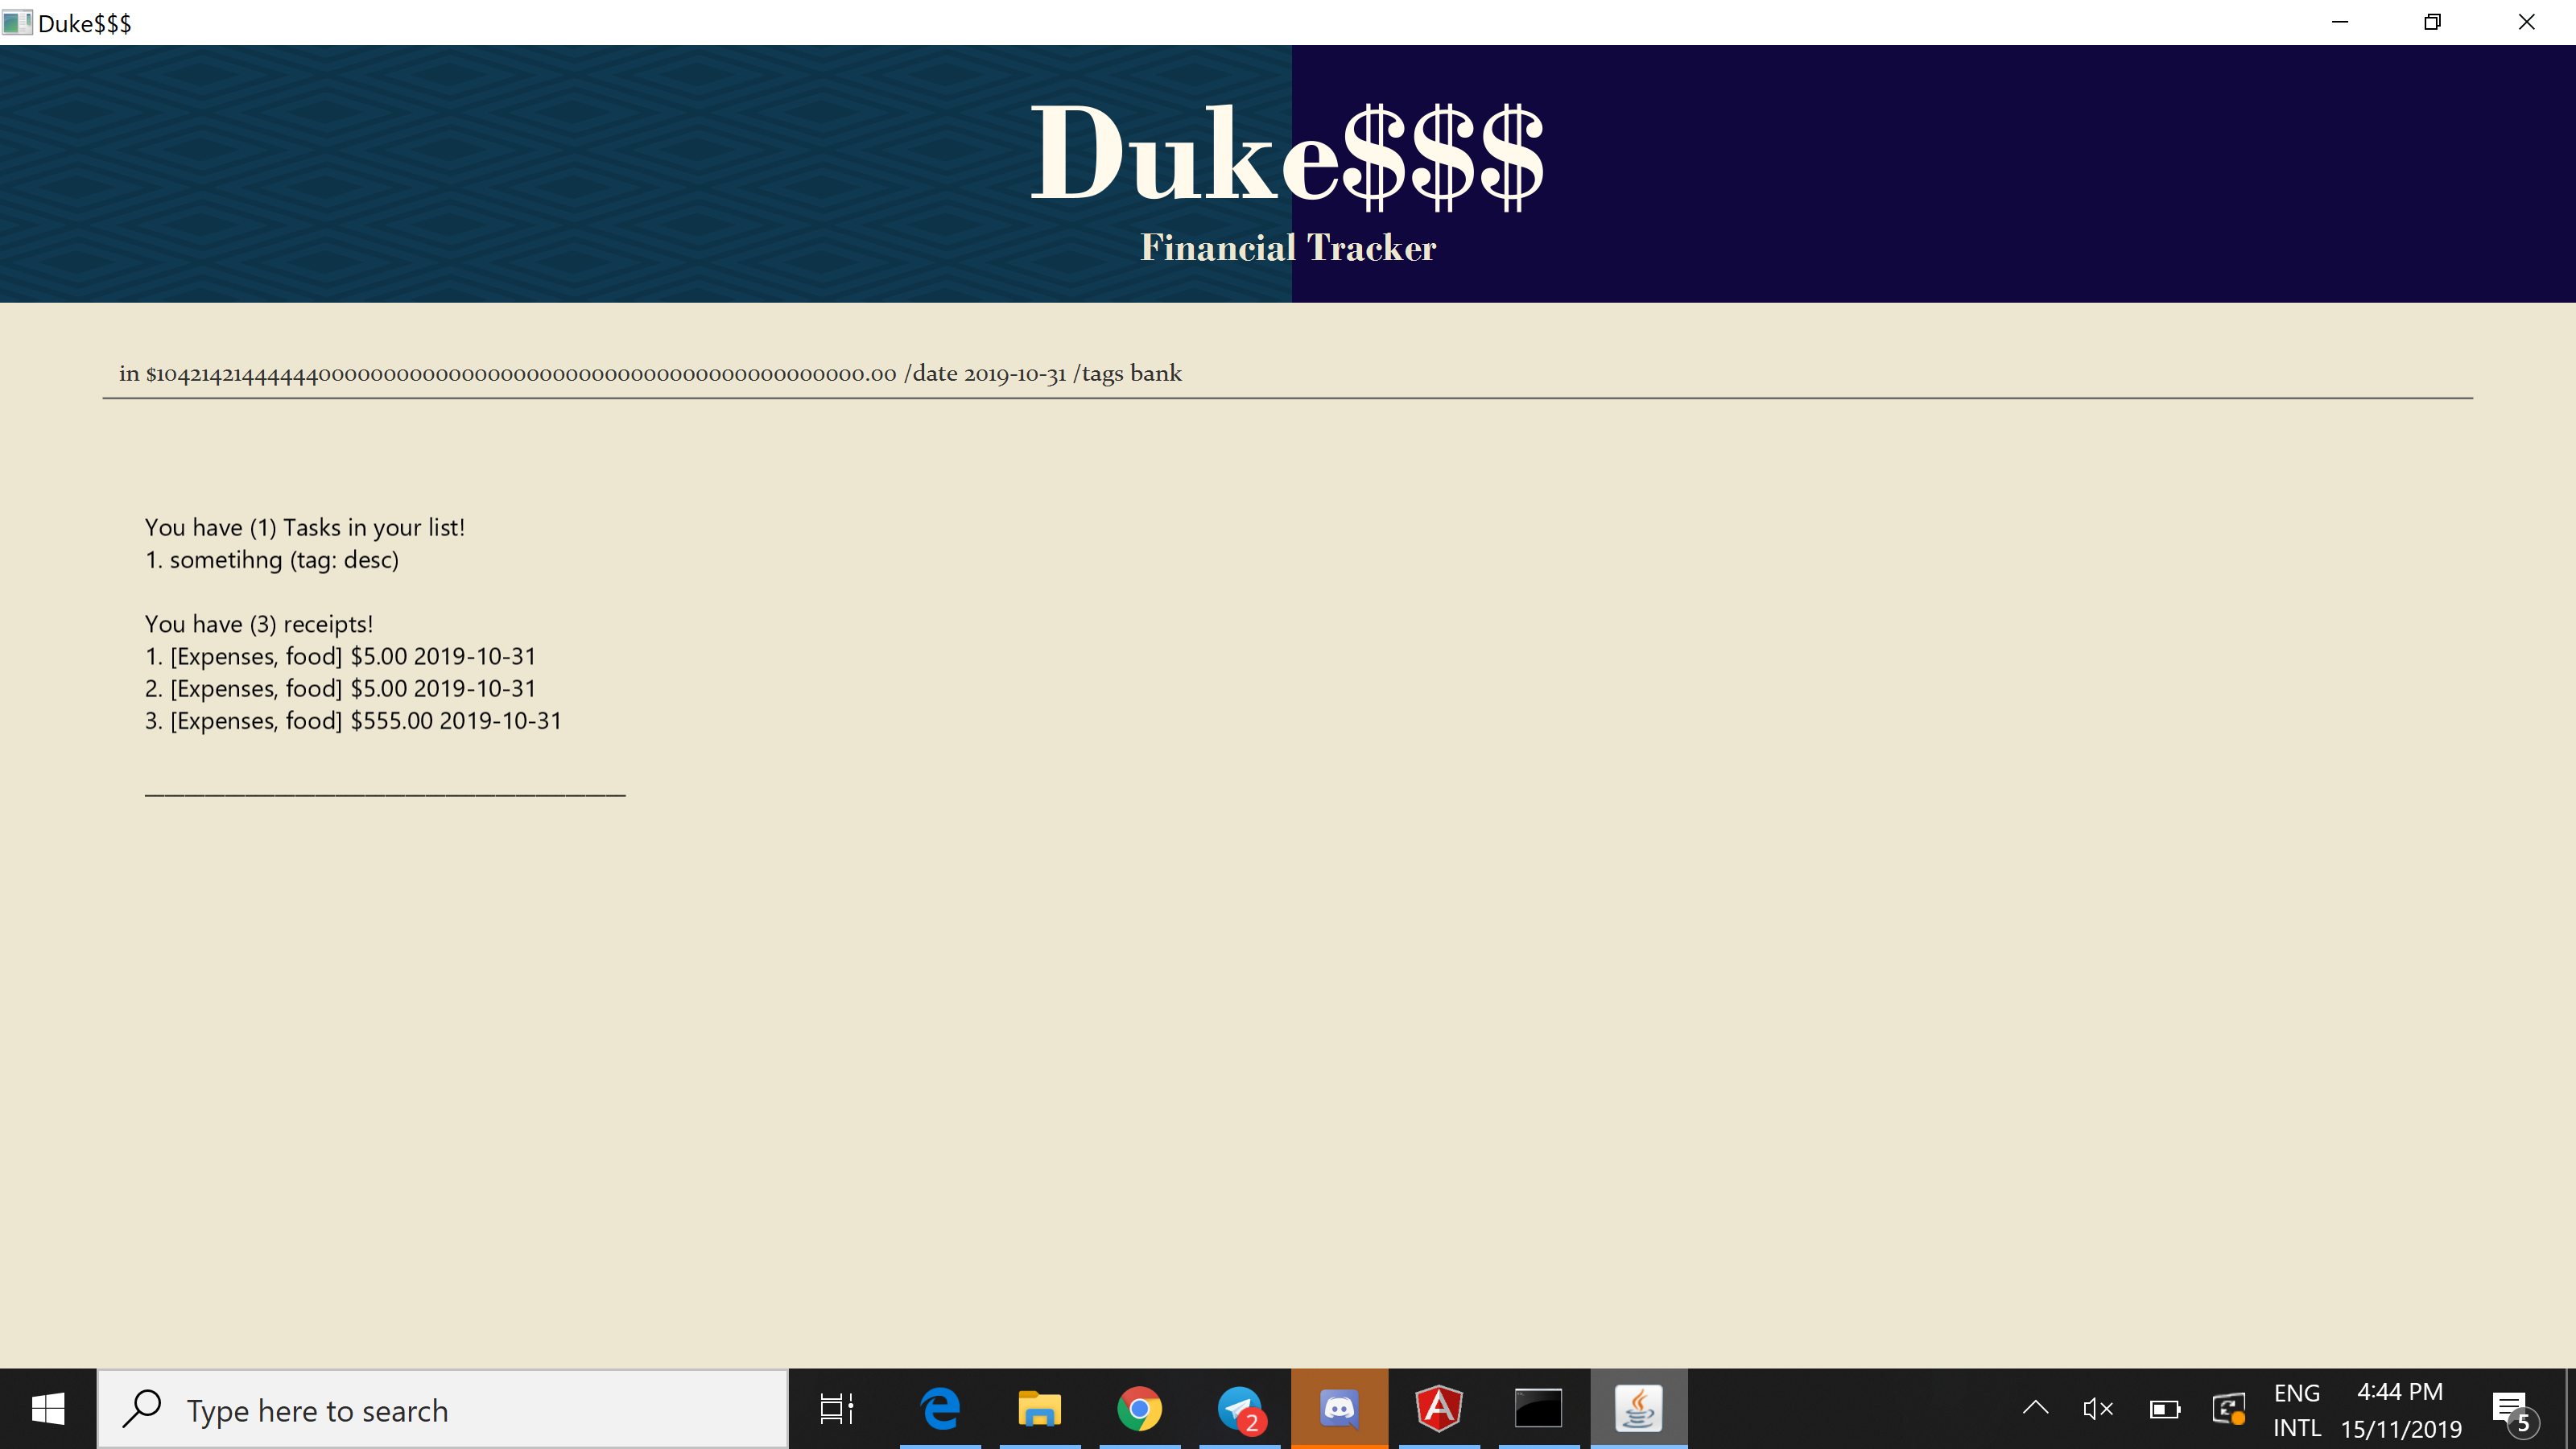 Duke$$$
Duke$$$
Financial Tracker
in $1042142144444400000000000000000000000000000000000000000.00 /date 2019-10-31 /tags bank
You have (1) Tasks in your list!
1. sometihng (tag: desc)
You have (3) receipts!
1. [Expenses, food] $5.00 2019-10-31
2. [Expenses, food] $5.00 2019-10-31
3. [Expenses, food] $555.00 2019-10-31
Type here to search
2
ENG
INTL
4:44 PM
15/11/2019
5